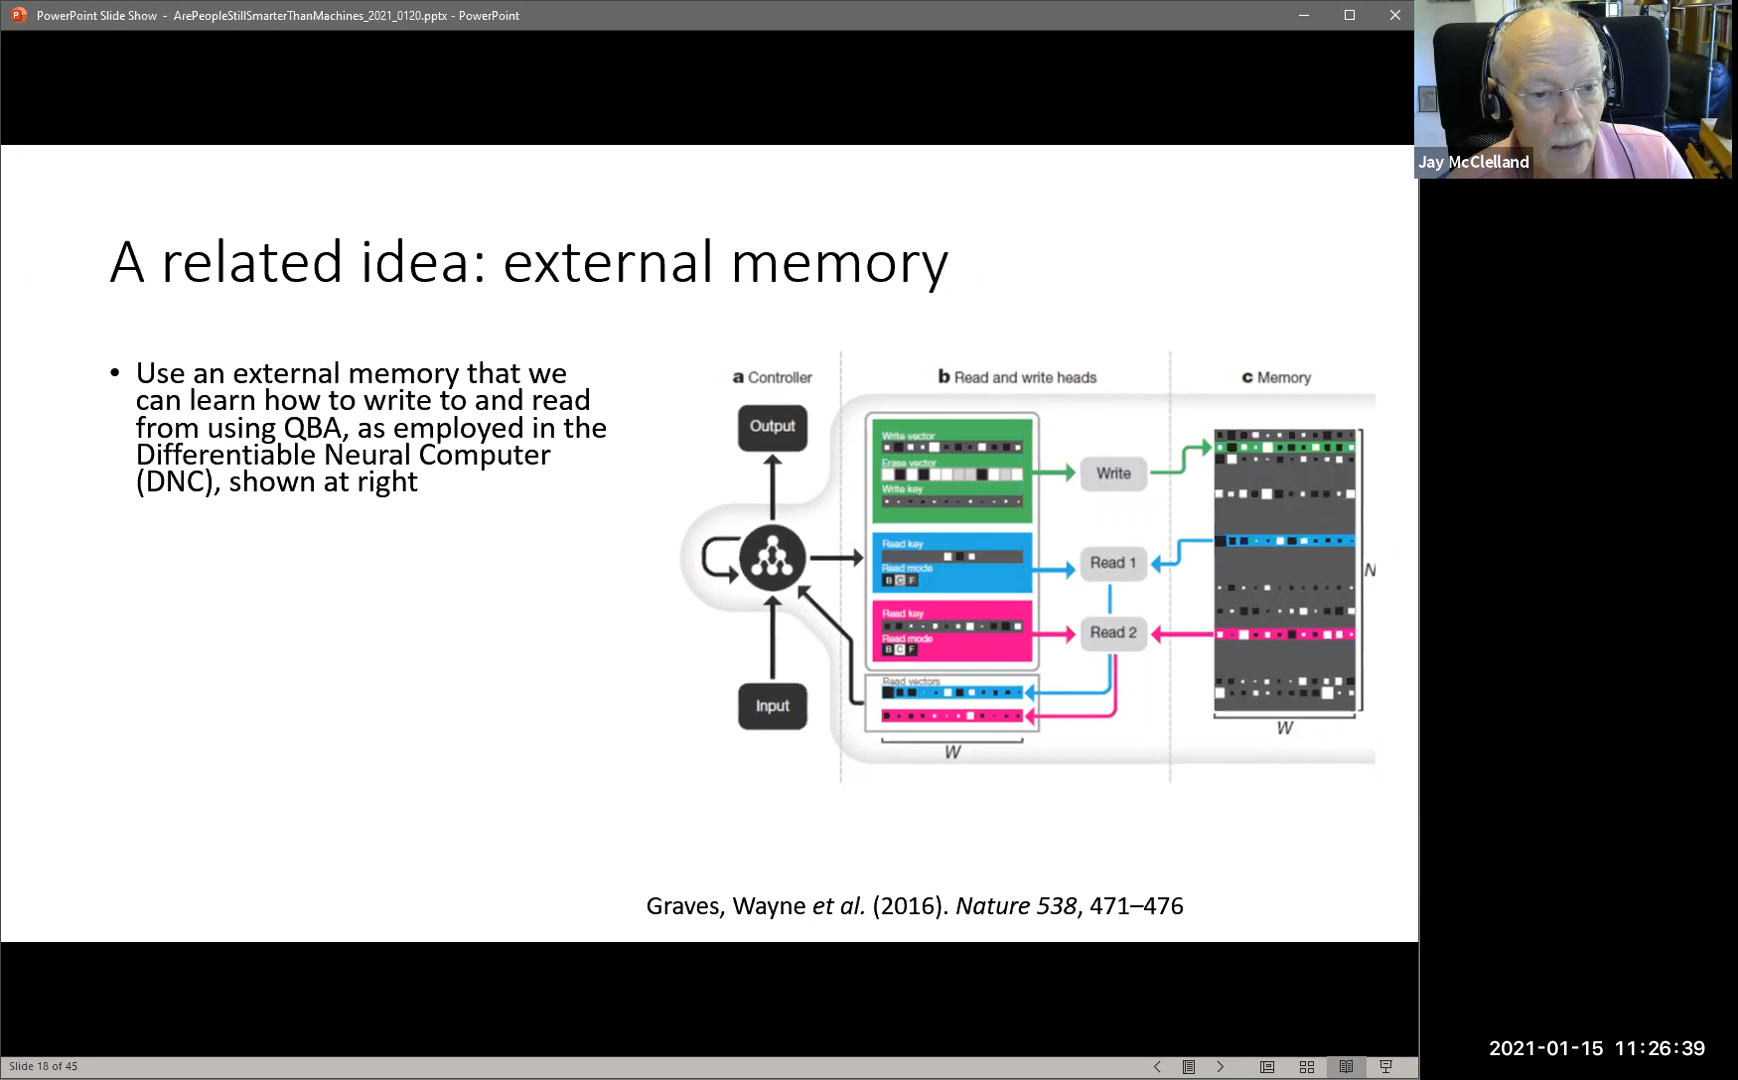 PowerPoint Slide Show - ArePeopleStillSmarterThanMachines_2021_0120.pptx - PowerPoint
Jay McClelland
A related idea: external memory
• Use an external memory that we
can learn how to write to and read
from using QBA, as employed in the
Differentiable Neural Computer
(DNC), shown at right
a Controller
b Read and write heads
c Memory
Output
Input
Write vector
Erase vector
Write key
Read key
Read mode
B C F
Read key
Read mode
B C F
Read vectors
W
Write
Read 1
Read 2
N
W
Graves, Wayne et al. (2016). Nature 538, 471–476
2021-01-15 11:26:39
Slide 18 of 45